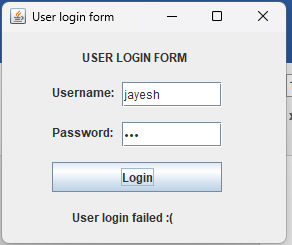 User login form
USER LOGIN FORM
Username: jayesh
Password: •••
Login
User login failed :(